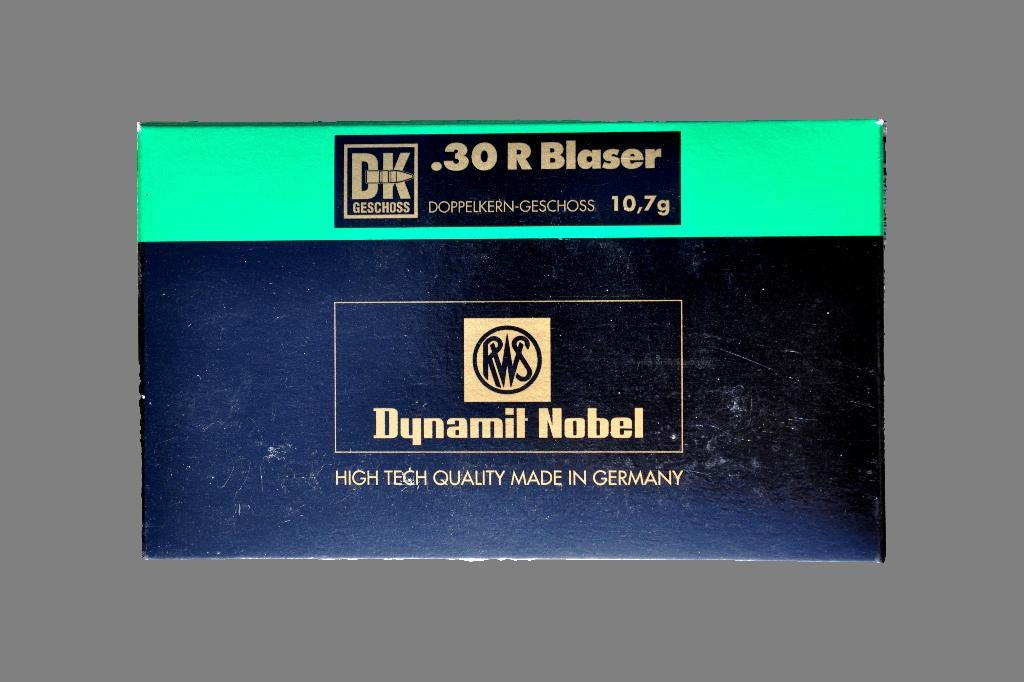 DK
GESCHOSS
.30 R Blaser
DOPPELKERN-GESCHOSS 10,7g
RWS
Dynamit Nobel
HIGH TECH QUALITY MADE IN GERMANY